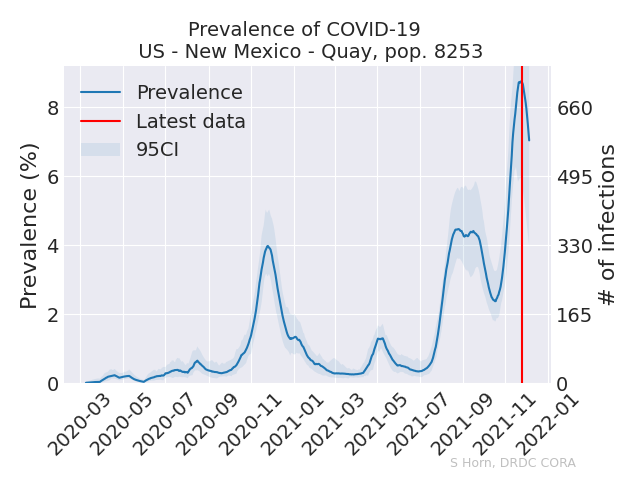 Prevalence of COVID-19
US - New Mexico - Quay, pop. 8253
Prevalence
Latest data
95CI
Prevalence (%)
8
6
4
2
0
660
495
330
165
0
# of infections
2020-03
2020-05
2020-07
2020-09
2020-11
2021-01
2021-03
2021-05
2021-07
2021-09
2021-11
2022-01
S Horn, DRDC CORA